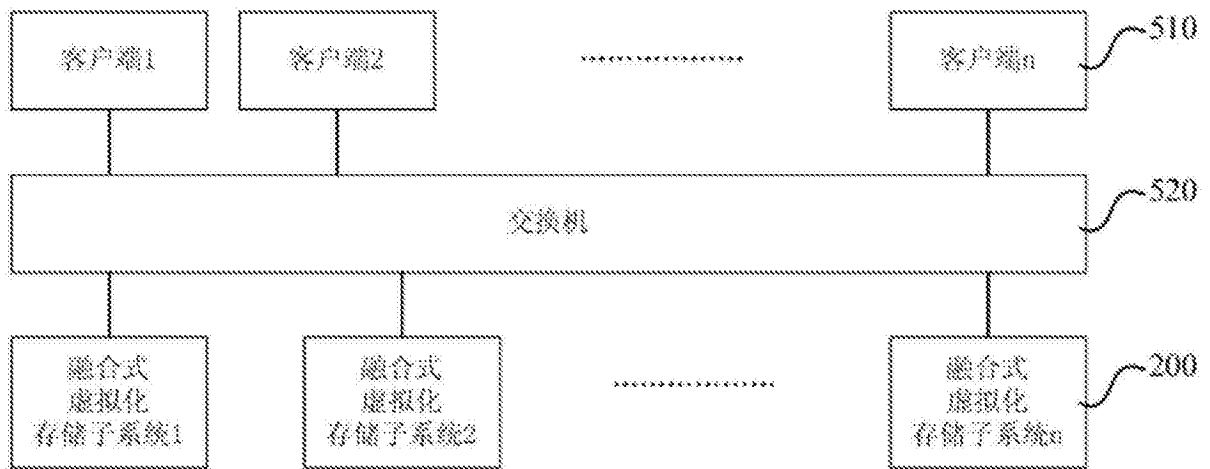 客户端1
客户端2
客户端n
510
交换机
520
融合式
虚拟化
存储子系统1
融合式
虚拟化
存储子系统2
融合式
虚拟化
存储子系统n
200